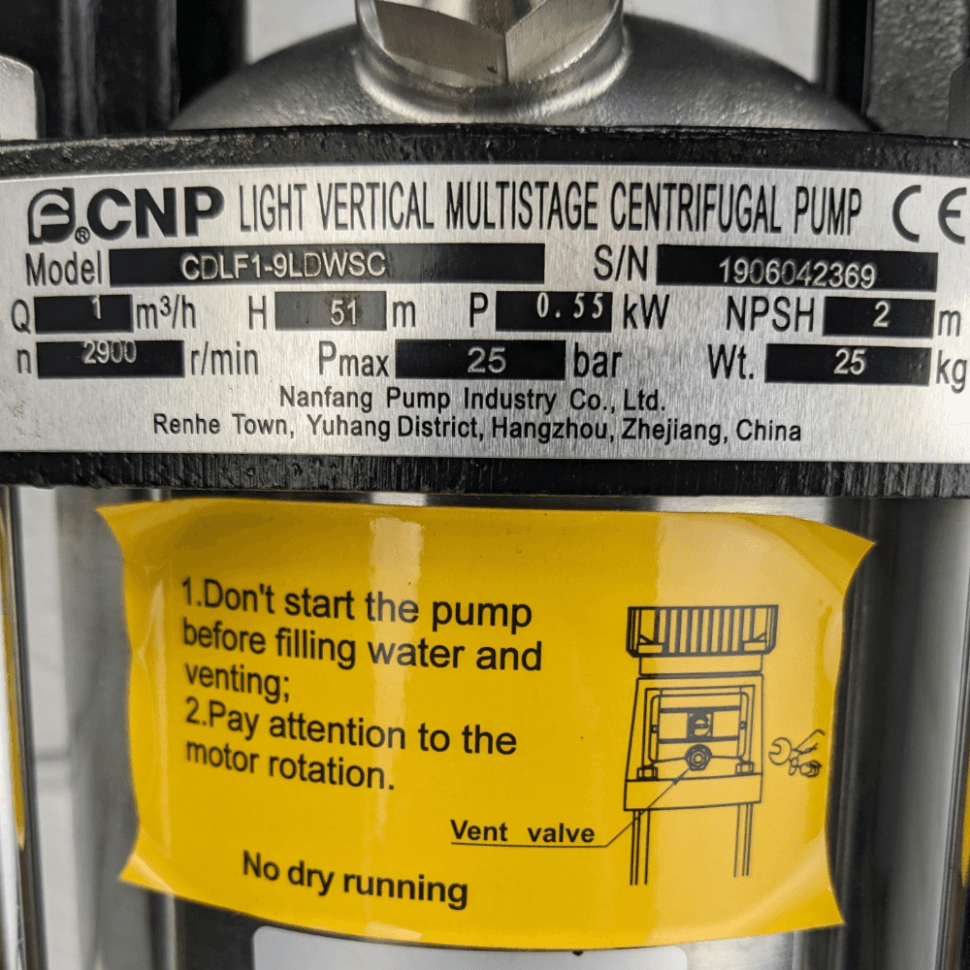 ®CNP LIGHT VERTICAL MULTISTAGE CENTRIFUGAL PUMP CE
Model CDLF1-9LDWSC S/N 1906042369
Q 1 m³/h H 51 m P 0.55 kW NPSH 2 m
n 2900 r/min Pmax 25 bar Wt. 25 kg
Nanfang Pump Industry Co., Ltd.
Renhe Town, Yuhang District, Hangzhou, Zhejiang, China
1.Don't start the pump
before filling water and
venting;
2.Pay attention to the
motor rotation.
Vent valve
No dry running